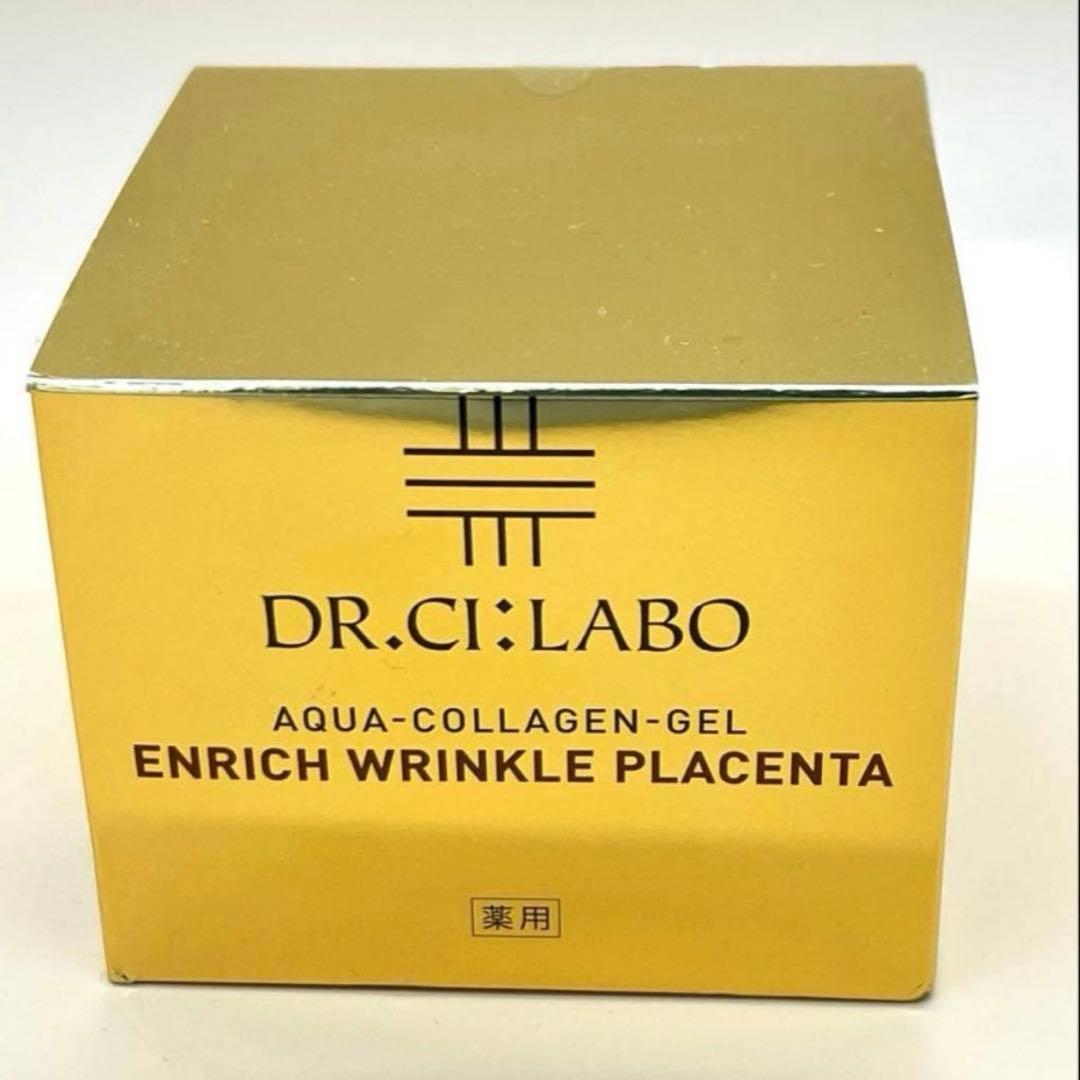 DR.CI:LABO
AQUA-COLLAGEN-GEL
ENRICH WRINKLE PLACENTA
薬用